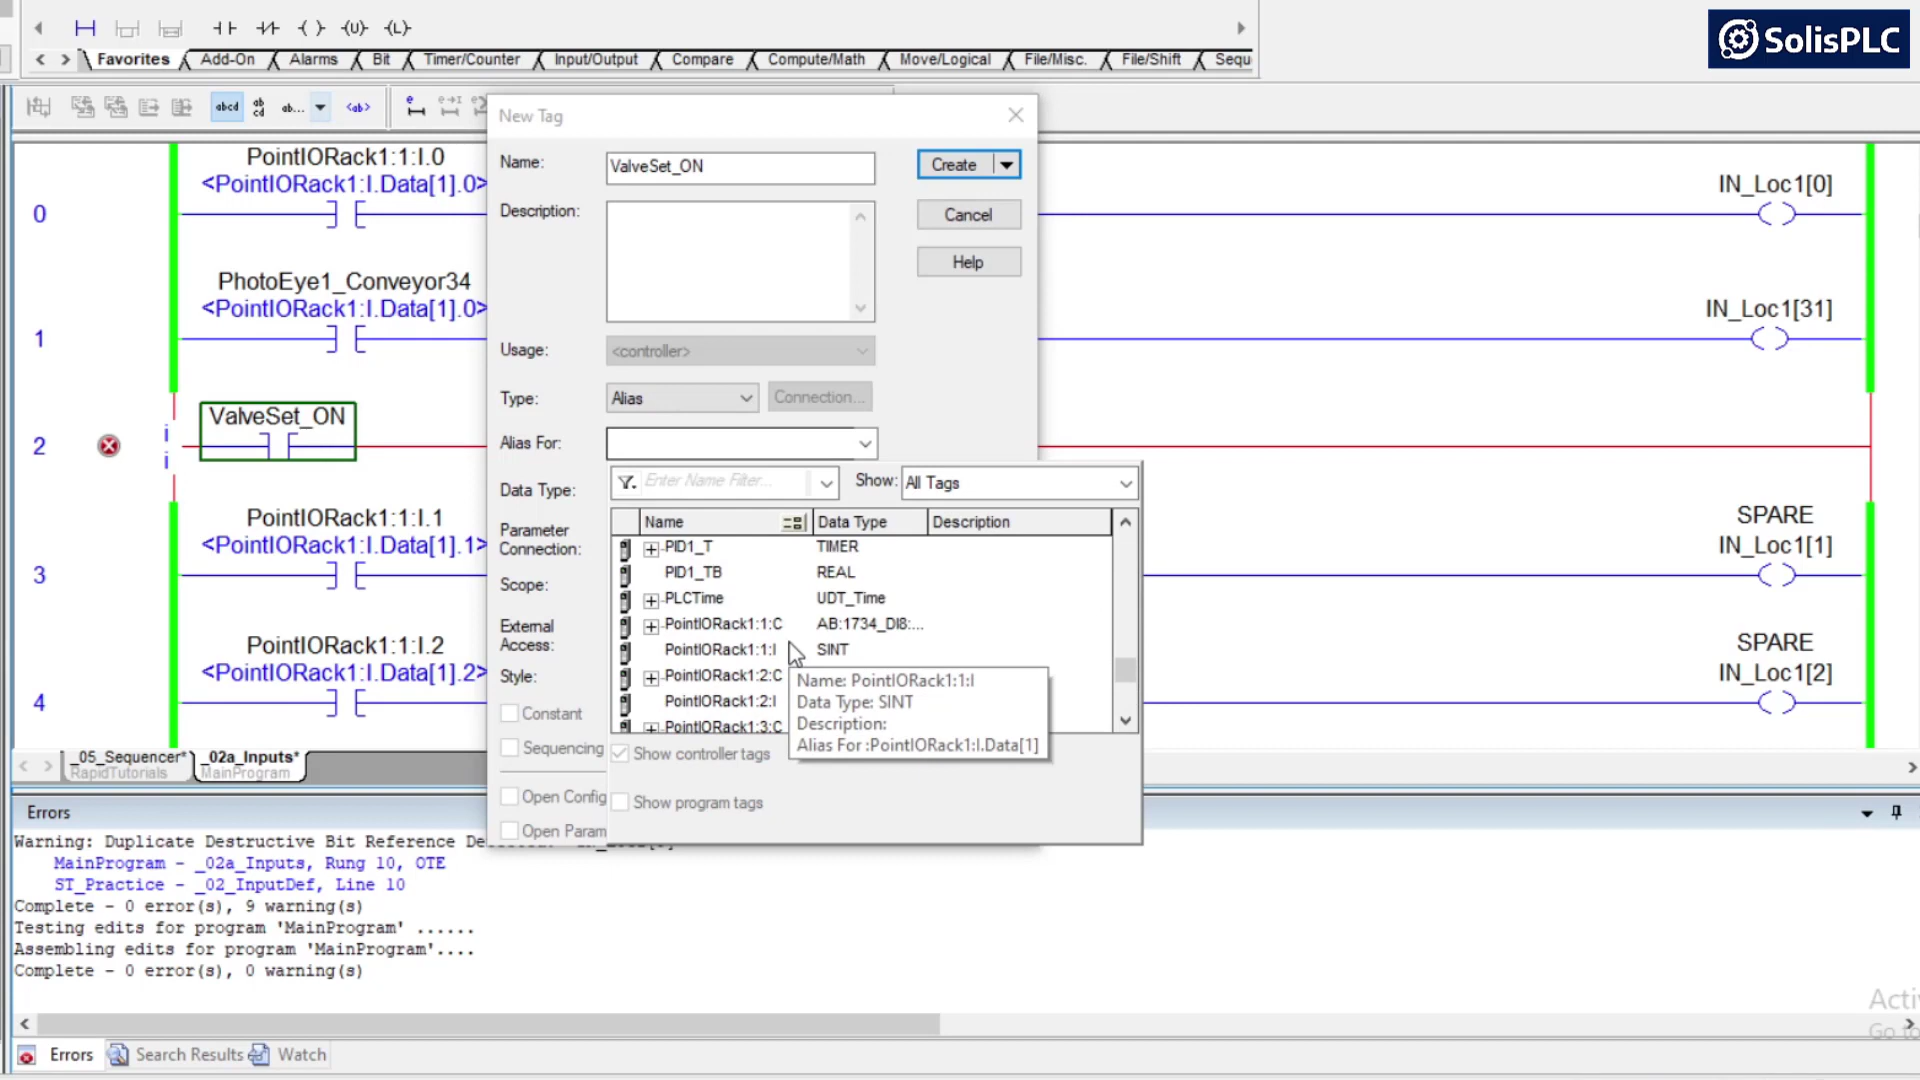 SolisPLC
Favorites Add-On Alarms Bit Timer/Counter Input/Output Compare Compute/Math Move/Logical File/Misc. File/Shift Sequ
abcd ab cd ab... <ab>
New Tag
Name: ValveSet_ON
Create
Description:
Cancel
Help
Usage: <controller>
Type: Alias Connection...
Alias For:
Data Type:
Enter Name Filter... Show: All Tags
Parameter
Connection:
Scope:
External
Access:
Style:
Constant
Sequencing
Open Config
Open Param
Name Data Type Description
PID1_T TIMER
PID1_TB REAL
PLCTime UDT_Time
PointIORack1:1:C AB:1734_DI8:...
PointIORack1:1:I SINT
PointIORack1:2:C
PointIORack1:2:I
PointIORack1:3:C
Name: PointIORack1:1:I
Data Type: SINT
Description:
Alias For :PointIORack1:I.Data[1]
Show controller tags
Show program tags
0
PointIORack1:1:I.0
<PointIORack1:I.Data[1].0>
IN_Loc1[0]
1
PhotoEye1_Conveyor34
<PointIORack1:I.Data[1].0>
IN_Loc1[31]
2
i
i
ValveSet_ON
3
PointIORack1:1:I.1
<PointIORack1:I.Data[1].1>
SPARE
IN_Loc1[1]
4
PointIORack1:1:I.2
<PointIORack1:I.Data[1].2>
SPARE
IN_Loc1[2]
_05_Sequencer*
RapidTutorials
_02a_Inputs*
MainProgram
Errors
Warning: Duplicate Destructive Bit Reference De
MainProgram - _02a_Inputs, Rung 10, OTE
ST_Practice - _02_InputDef, Line 10
Complete - 0 error(s), 9 warning(s)
Testing edits for program 'MainProgram' ......
Assembling edits for program 'MainProgram'....
Complete - 0 error(s), 0 warning(s)
Acti
Go to
Errors Search Results Watch